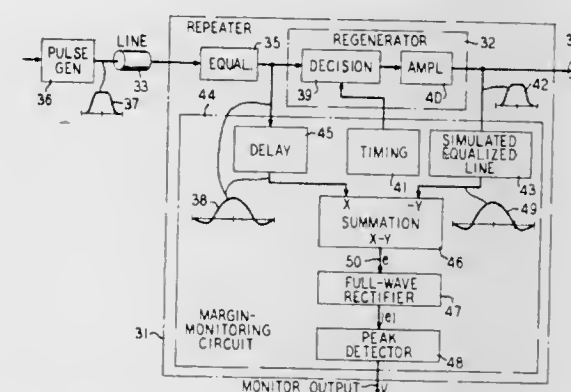 REPEATER
35
REGENERATOR
32
3
LINE
PULSE GEN
EQUAL.
DECISION
AMPL
36
33
39
40
42
37
44
45
DELAY
TIMING
41
SIMULATED
EQUALIZED
LINE
43
38
X
-Y
49
SUMMATION
X-Y
46
50
e
FULL-WAVE
RECTIFIER
47
|e|
MARGIN-
MONITORING
CIRCUIT
PEAK
DETECTOR
48
31
MONITOR OUTPUT
V